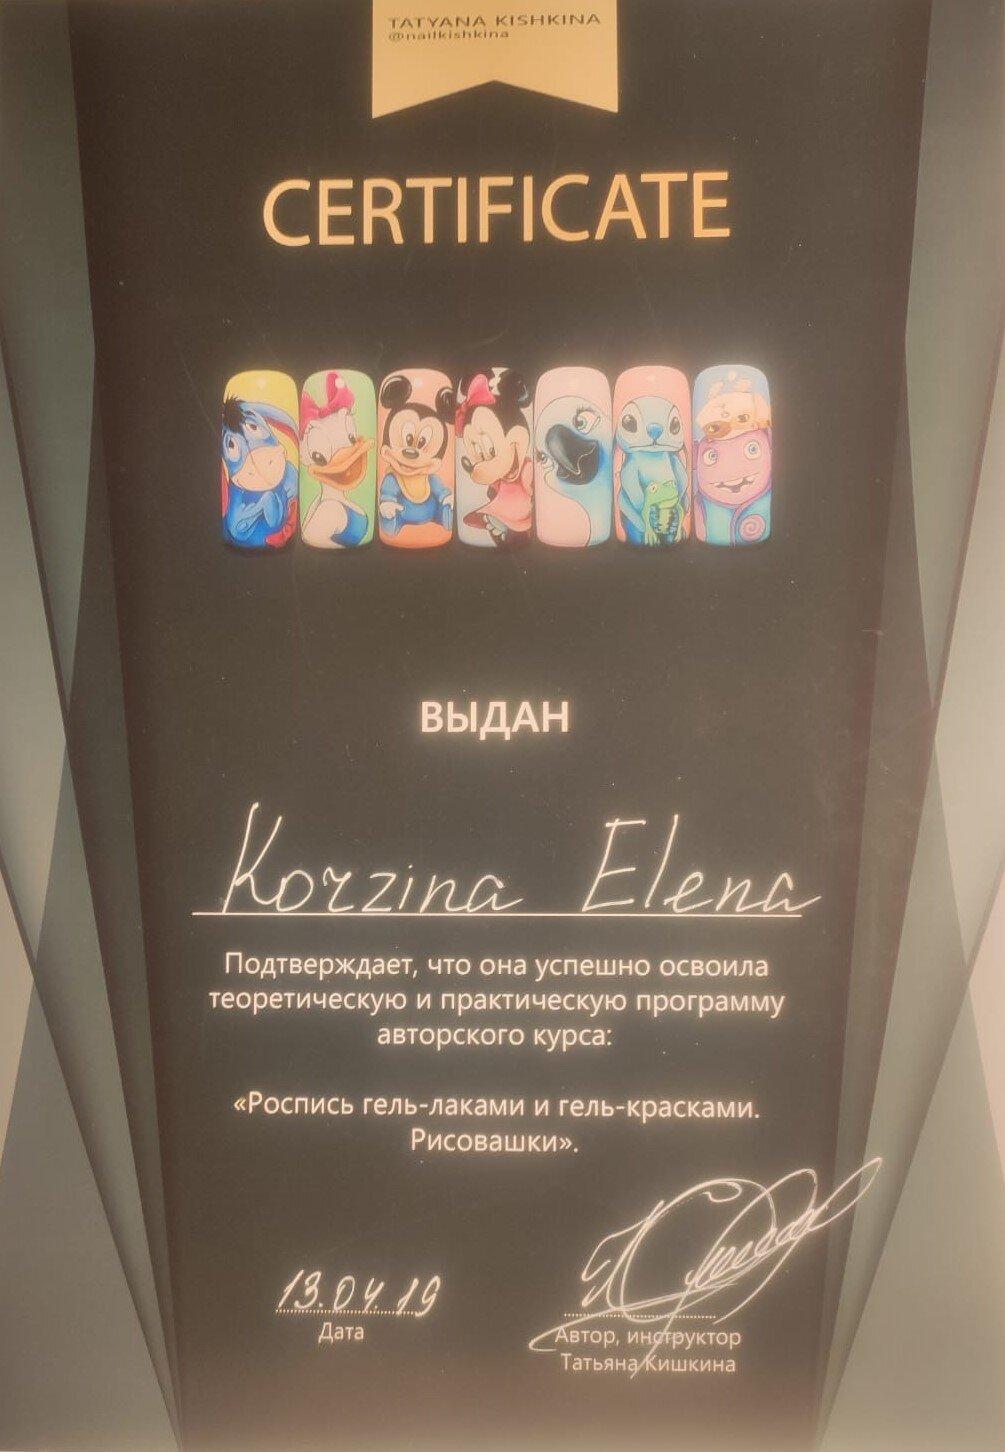 TATYANA KISHKINA
@nailkishkina
CERTIFICATE
ВЫДАН
Korzina Elena
Подтверждает, что она успешно освоила
теоретическую и практическую программу
авторского курса:
«Роспись гель-лаками и гель-красками.
Рисовашки».
13.04.19
Дата
Автор, инструктор
Татьяна Кишкина